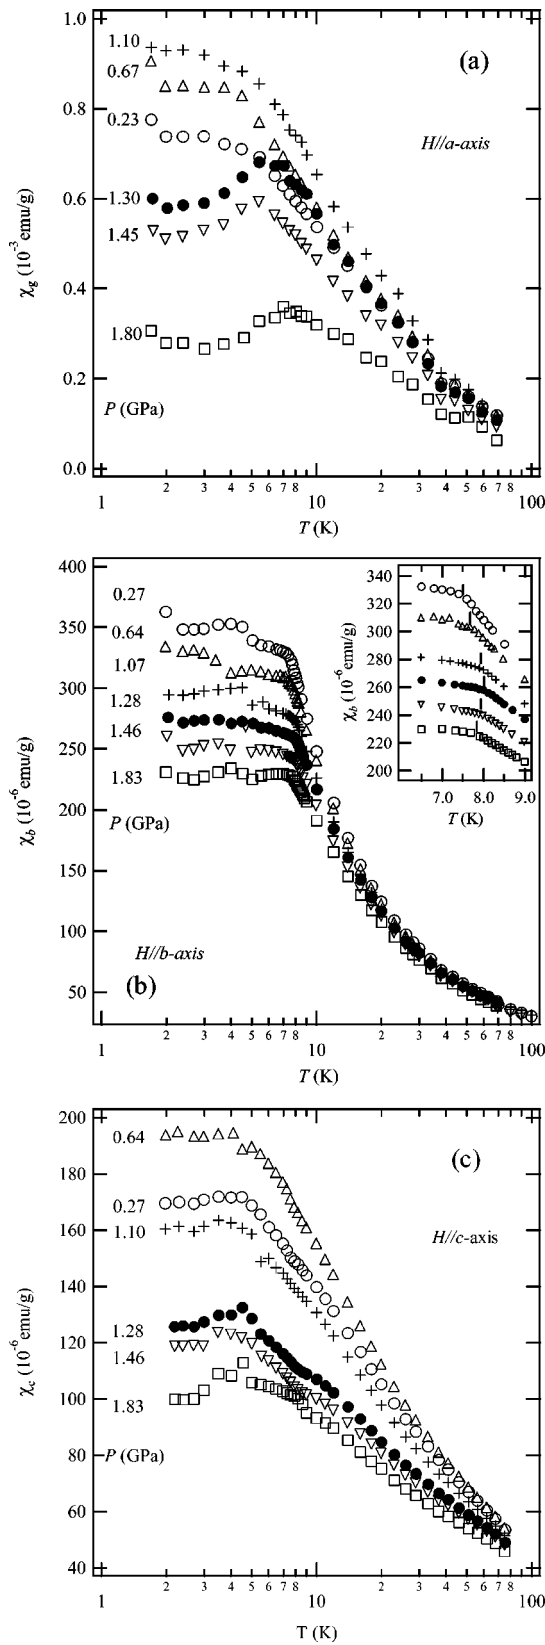 1.0
0.8
0.6
0.4
0.2
0.0
χg (10-3 emu/g)
1.10
0.67
0.23
1.30
1.45
1.80
P (GPa)
(a)
H//a-axis
1 2 3 4 5 6 7 8 10 2 3 4 5 6 7 8 100
T (K)
400
350
300
250
200
150
100
50
χb (10-6 emu/g)
0.27
0.64
1.07
1.28
1.46
1.83
P (GPa)
H//b-axis
(b)
340
320
300
280
260
240
220
200
χb (10-6 emu/g)
7.0 8.0 9.0
T (K)
1 2 3 4 5 6 7 8 10 2 3 4 5 6 7 8 100
T (K)
200
180
160
140
120
100
80
60
40
χc (10-6 emu/g)
0.64
0.27
1.10
1.28
1.46
1.83
P (GPa)
(c)
H//c-axis
1 2 3 4 5 6 7 8 10 2 3 4 5 6 7 8 100
T (K)